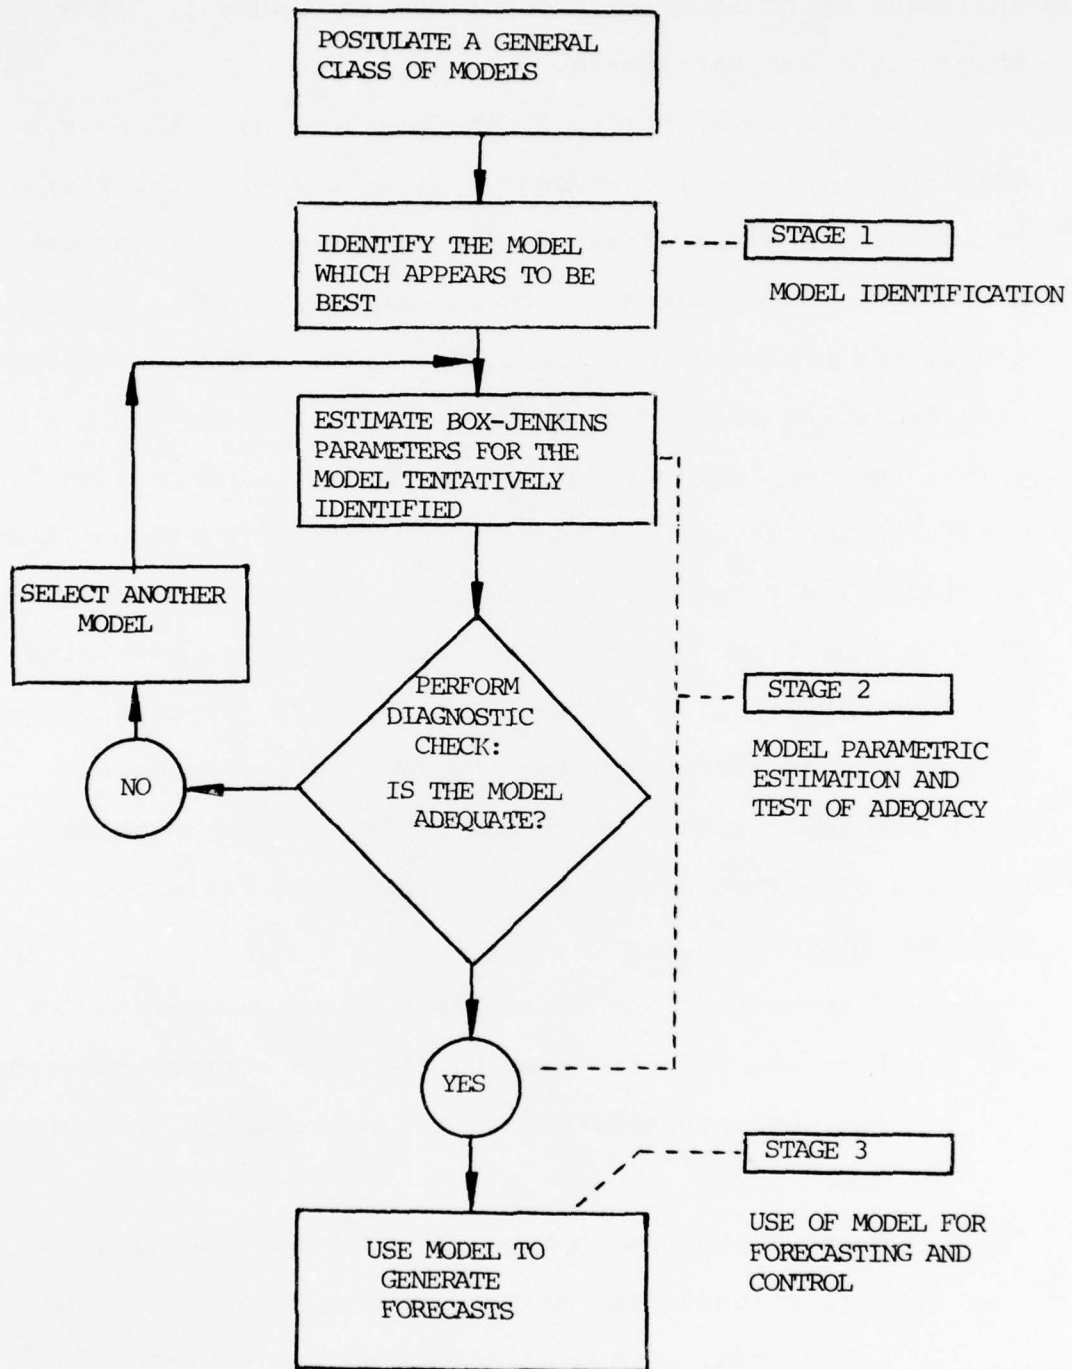 POSTULATE A GENERAL
CLASS OF MODELS
IDENTIFY THE MODEL
WHICH APPEARS TO BE
BEST
STAGE 1
MODEL IDENTIFICATION
ESTIMATE BOX-JENKINS
PARAMETERS FOR THE
MODEL TENTATIVELY
IDENTIFIED
SELECT ANOTHER
MODEL
PERFORM
DIAGNOSTIC
CHECK:
IS THE MODEL
ADEQUATE?
NO
STAGE 2
MODEL PARAMETRIC
ESTIMATION AND
TEST OF ADEQUACY
YES
STAGE 3
USE OF MODEL FOR
FORECASTING AND
CONTROL
USE MODEL TO
GENERATE
FORECASTS